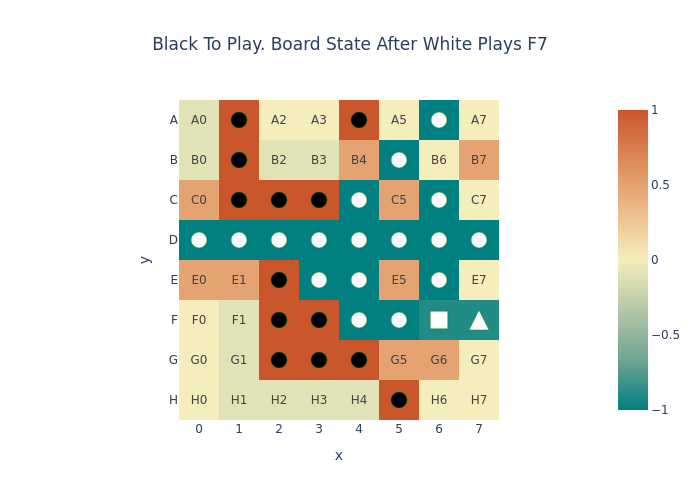 Black To Play. Board State After White Plays F7
A A0 A2 A3 A5 A7
B B0 B2 B3 B4 B6 B7
C C0 C5 C7
D
E E0 E1 E5 E7
F F0 F1
G G0 G1 G5 G6 G7
H H0 H1 H2 H3 H4 H6 H7
0 1 2 3 4 5 6 7
x
y
1
0.5
0
−0.5
−1